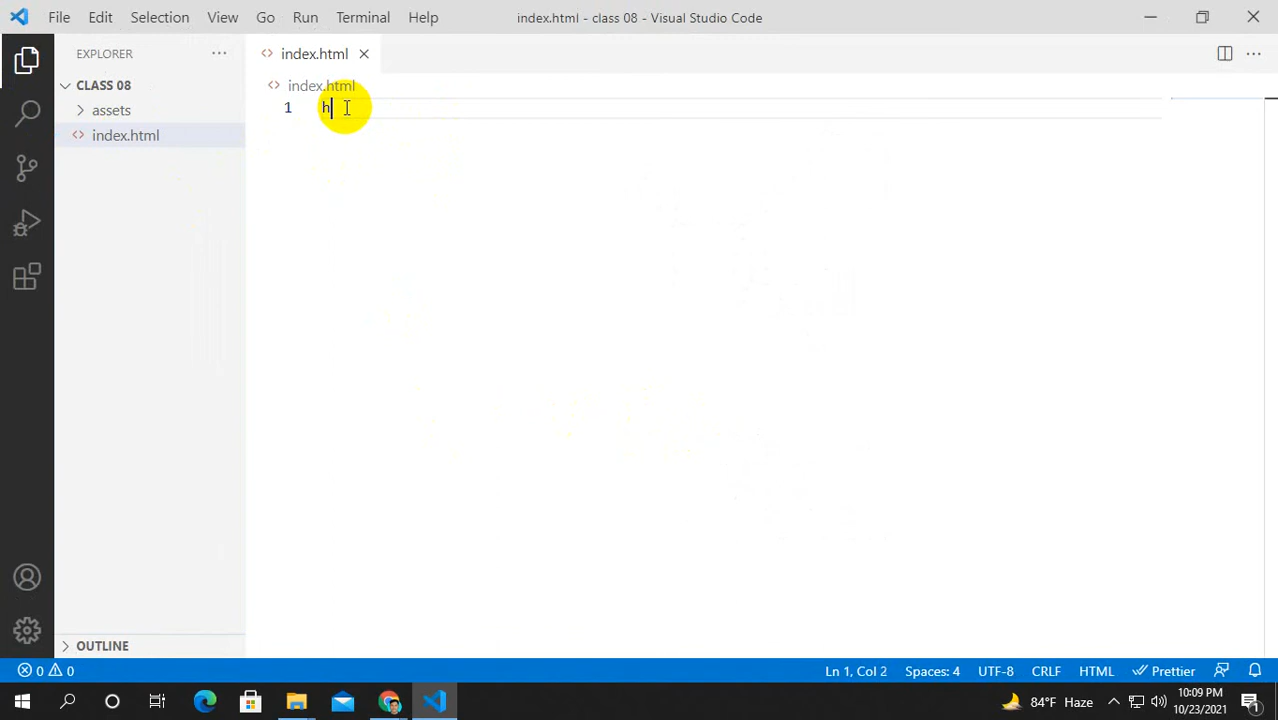 File Edit Selection View Go Run Terminal Help index.html - class 08 - Visual Studio Code
EXPLORER ··· index.html
CLASS 08 index.html
assets 1 h
index.html
OUTLINE
0 0 Ln 1, Col 2 Spaces: 4 UTF-8 CRLF HTML Prettier
84°F Haze 10:09 PM
10/23/2021 1